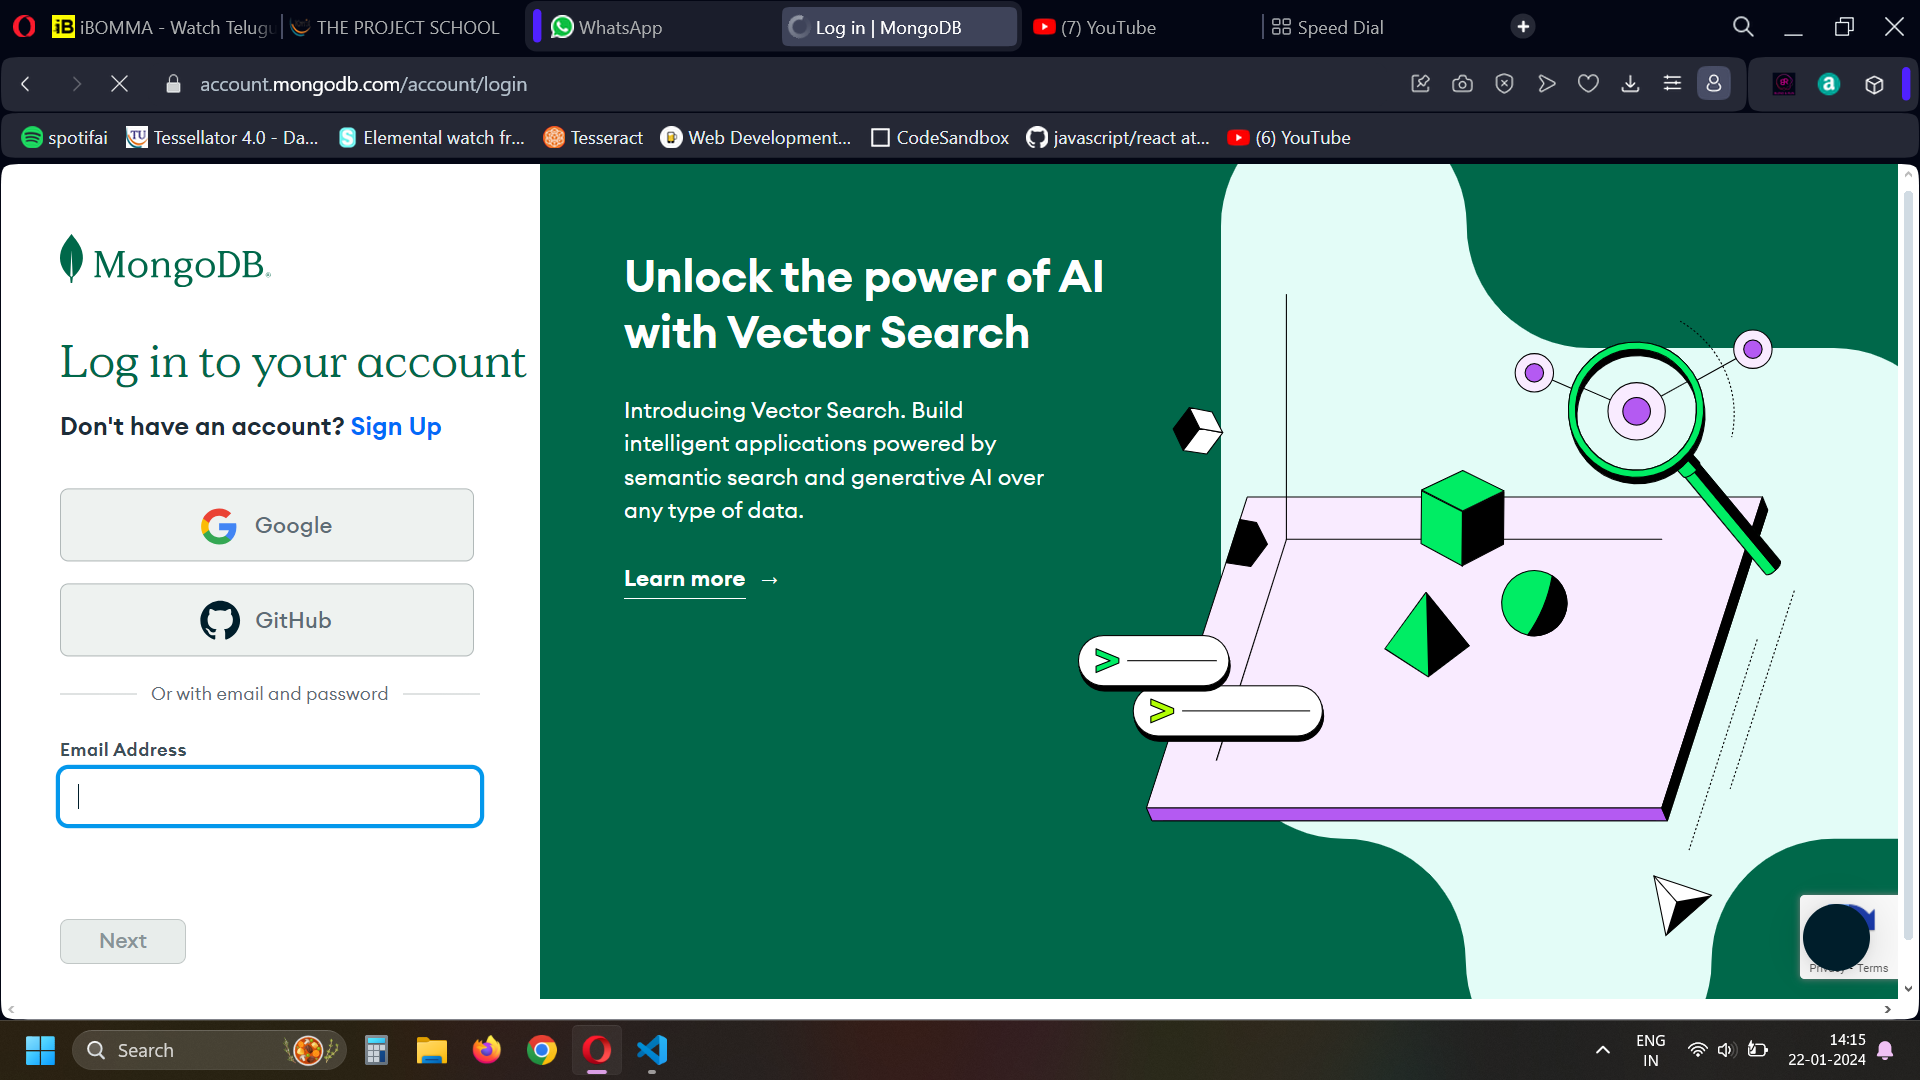 iBOMMA - Watch Telugu
THE PROJECT SCHOOL
WhatsApp
Log in | MongoDB
(7) YouTube
Speed Dial
account.mongodb.com/account/login
spotifai
Tessellator 4.0 - Da...
Elemental watch fr...
Tesseract
Web Development...
CodeSandbox
javascript/react at...
(6) YouTube
MongoDB®
Log in to your account
Don't have an account? Sign Up
Google
GitHub
Or with email and password
Email Address
Next
Unlock the power of AI
with Vector Search
Introducing Vector Search. Build
intelligent applications powered by
semantic search and generative AI over
any type of data.
Learn more →
Privacy - Terms
Search
ENG
IN
14:15
22-01-2024